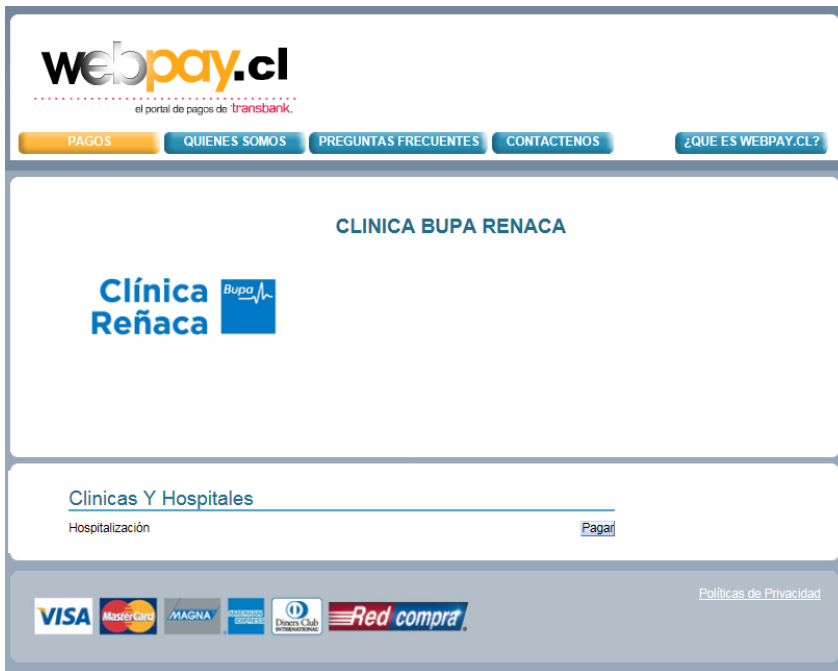 webpay.cl
el portal de pagos de transbank.
PAGOS QUIENES SOMOS PREGUNTAS FRECUENTES CONTACTENOS ¿QUE ES WEBPAY.CL?
CLINICA BUPA RENACA
Clínica Bupa
Reñaca
Clinicas Y Hospitales
Hospitalización Pagar
Políticas de Privacidad
VISA MasterCard MAGNA AMERICAN EXPRESS Diners Club INTERNATIONAL Red compra